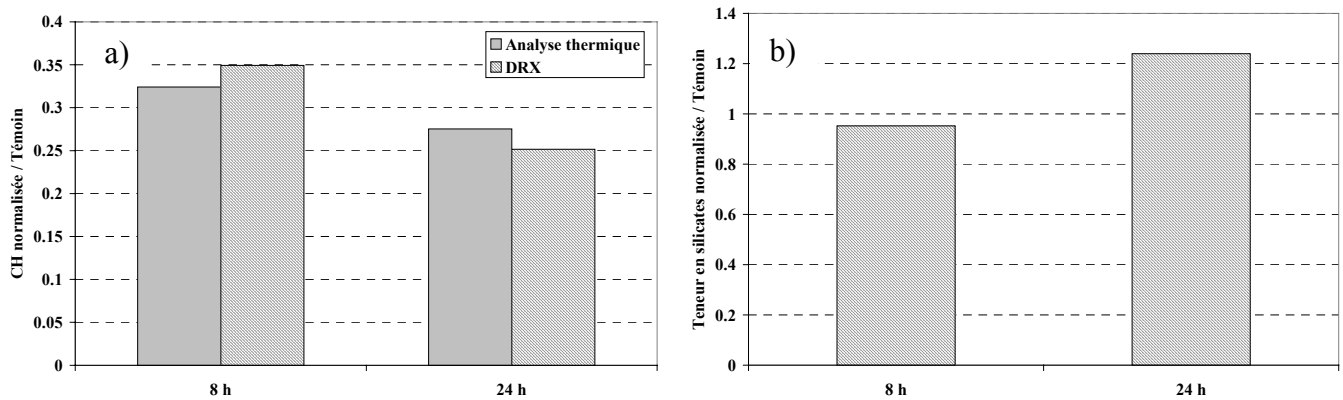 a)
CH normalisée / Témoin
0.4
0.35
0.3
0.25
0.2
0.15
0.1
0.05
0
Analyse thermique
DRX
8 h
24 h
b)
Teneur en silicates normalisée / Témoin
1.4
1.2
1
0.8
0.6
0.4
0.2
0
8 h
24 h